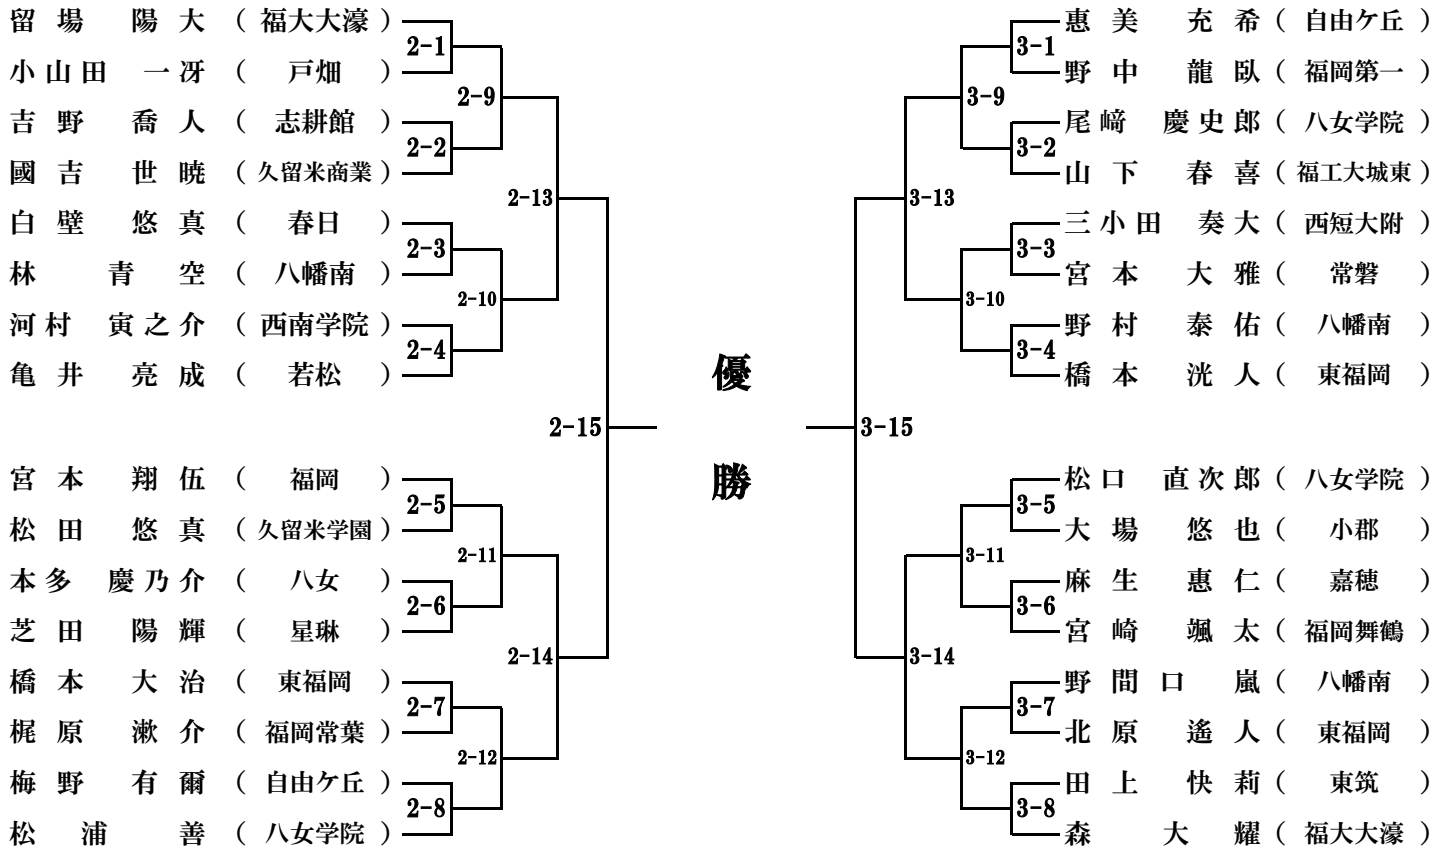 留場 陽大 （ 福大大濠 ）
2-1
小山田 一冴 （ 戸畑 ）
2-9
吉野 喬人 （ 志耕館 ）
2-2
國吉 世暁 （ 久留米商業 ）
2-13
白壁 悠真 （ 春日 ）
2-3
林 青空 （ 八幡南 ）
2-10
河村 寅之介 （ 西南学院 ）
2-4
亀井 亮成 （ 若松 ）
2-15
宮本 翔伍 （ 福岡 ）
2-5
松田 悠真 （ 久留米学園 ）
2-11
本多 慶乃介 （ 八女 ）
2-6
芝田 陽輝 （ 星琳 ）
2-14
橋本 大治 （ 東福岡 ）
2-7
梶原 漱介 （ 福岡常葉 ）
2-12
梅野 有爾 （ 自由ケ丘 ）
2-8
松浦 善 （ 八女学院 ）
優
勝
惠美 充希 （ 自由ケ丘 ）
3-1
野中 龍臥 （ 福岡第一 ）
3-9
尾﨑 慶史郎 （ 八女学院 ）
3-2
山下 春喜 （ 福工大城東 ）
3-13
三小田 奏大 （ 西短大附 ）
3-3
宮本 大雅 （ 常磐 ）
3-10
野村 泰佑 （ 八幡南 ）
3-4
橋本 洸人 （ 東福岡 ）
3-15
松口 直次郎 （ 八女学院 ）
3-5
大場 悠也 （ 小郡 ）
3-11
麻生 惠仁 （ 嘉穂 ）
3-6
宮崎 颯太 （ 福岡舞鶴 ）
3-14
野間口 嵐 （ 八幡南 ）
3-7
北原 遙人 （ 東福岡 ）
3-12
田上 快莉 （ 東筑 ）
3-8
森 大耀 （ 福大大濠 ）